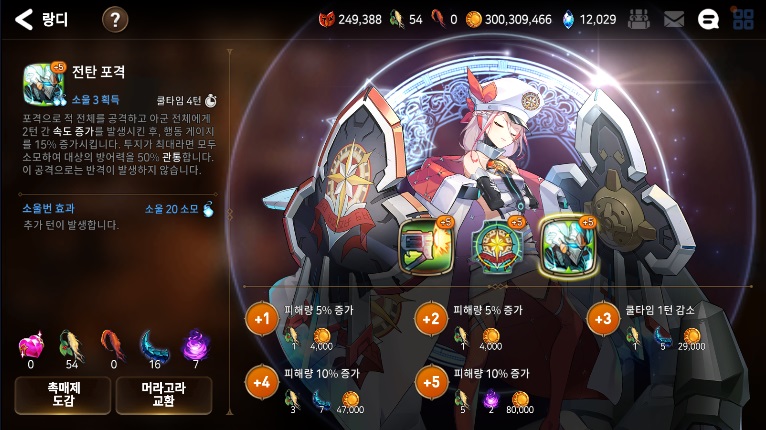 랑디
?
249,388
54
0
300,309,466
12,029
+5
전탄 포격
소울 3 획득
쿨타임 4턴
포격으로 적 전체를 공격하고 아군 전체에게
2턴 간 속도 증가를 발생시킨 후, 행동 게이지
를 15% 증가시킵니다. 투지가 최대라면 모두
소모하여 대상의 방어력을 50% 관통합니다.
이 공격으로는 반격이 발생하지 않습니다.
소울번 효과
소울 20 소모
추가 턴이 발생합니다.
+5
+5
+5
+1
피해량 5% 증가
1
4,000
+2
피해량 5% 증가
1
4,000
+3
쿨타임 1턴 감소
1
5
29,000
+4
피해량 10% 증가
3
7
47,000
+5
피해량 10% 증가
5
2
80,000
0
54
0
16
7
촉매제
도감
머라고라
교환